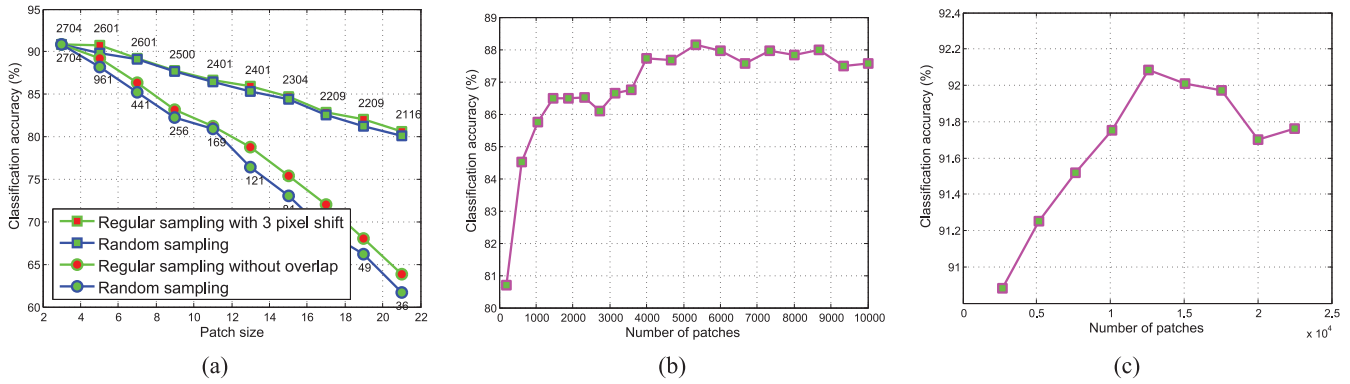 95
90
85
80
75
70
65
60
Classification accuracy (%)
2704
2601
2601
2500
2401
2401
2304
2209
2209
2116
2704
961
441
256
169
121
49
36
Regular sampling with 3 pixel shift
Random sampling
Regular sampling without overlap
Random sampling
2 4 6 8 10 12 14 16 18 20 22
Patch size
(a)
89
88
87
86
85
84
83
82
81
80
Classification accuracy (%)
0 1000 2000 3000 4000 5000 6000 7000 8000 9000 10000
Number of patches
(b)
92.4
92.2
92
91.8
91.6
91.4
91.2
91
Classification accuracy (%)
0 0.5 1 1.5 2 2.5
Number of patches
x 10⁴
(c)